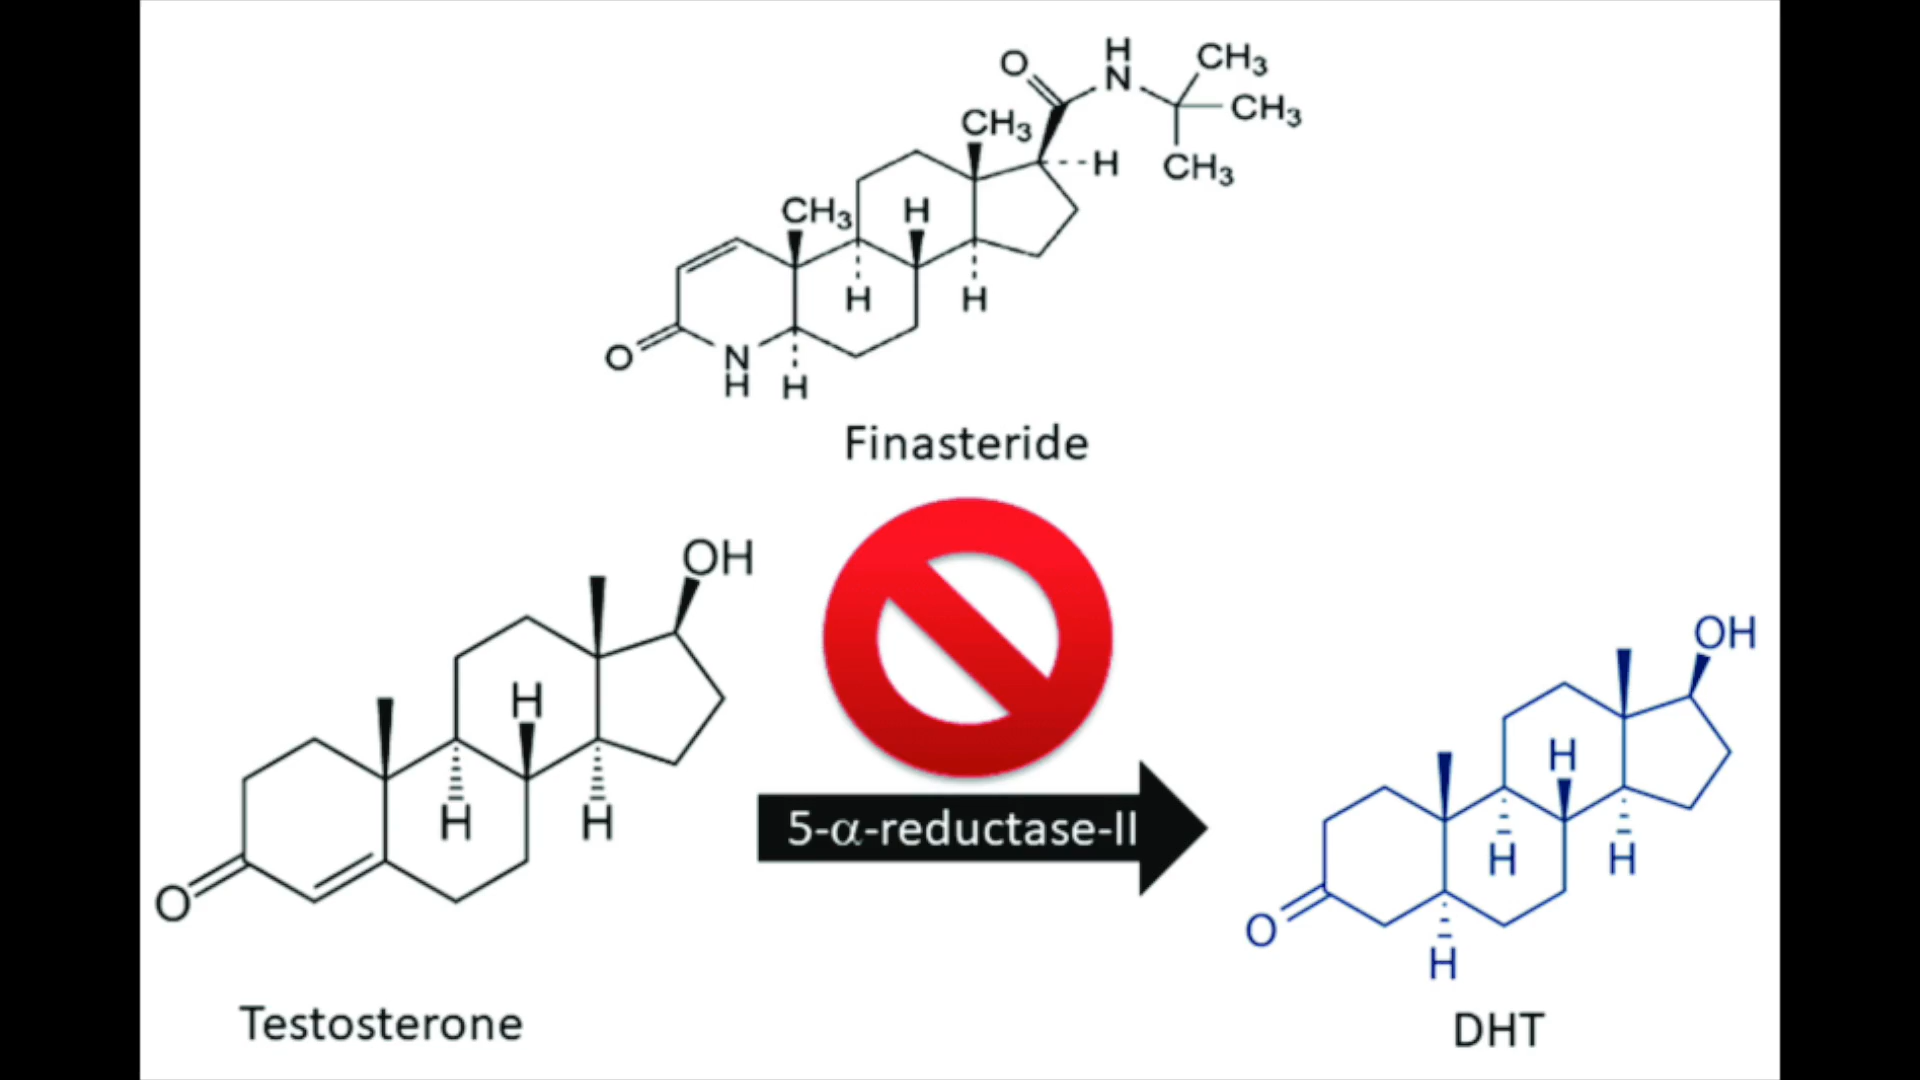 H
O N CH₃
CH₃
CH₃ H CH₃
CH₃ H
H H
O N
H H
Finasteride
OH
H
H H
O
Testosterone
5-α-reductase-II
OH
H
H H
O
H
DHT